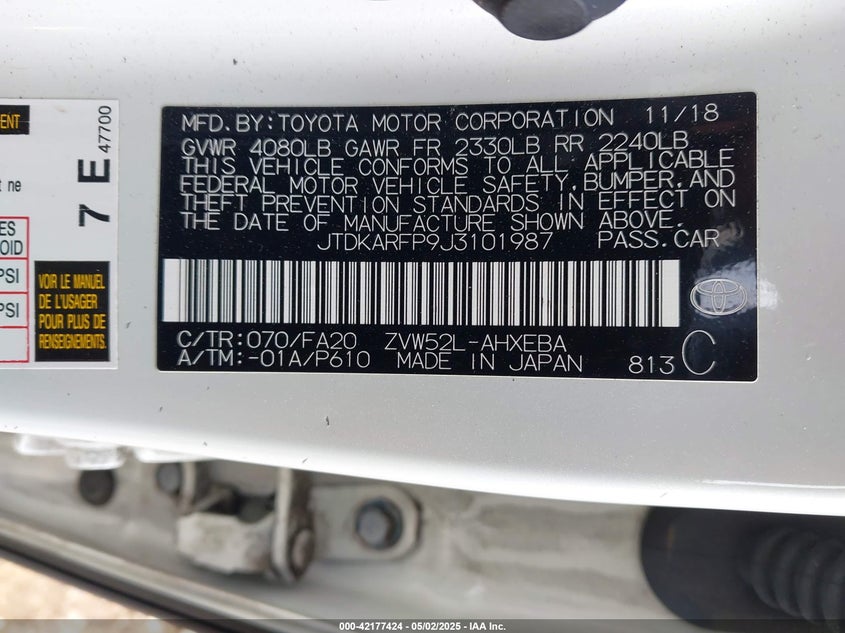 MFD. BY: TOYOTA MOTOR CORPORATION 11/18
GVWR 4080LB GAWR FR 2330LB RR 2240LB
THIS VEHICLE CONFORMS TO ALL APPLICABLE
FEDERAL MOTOR VEHICLE SAFETY, BUMPER, AND
THEFT PREVENTION STANDARDS IN EFFECT ON
THE DATE OF MANUFACTURE SHOWN ABOVE.
JTDKARFP9J3101987 PASS. CAR
C/TR: 070/FA20 ZVW52L-AHXEBA
A/TM: -01A/P610 MADE IN JAPAN 813 C
7 E 47700
ne
PSI
PSI
VOIR LE MANUEL
DE L'USAGER
POUR PLUS DE
RENSEIGNEMENTS.
000-42177424 - 05/02/2025 - IAA Inc.